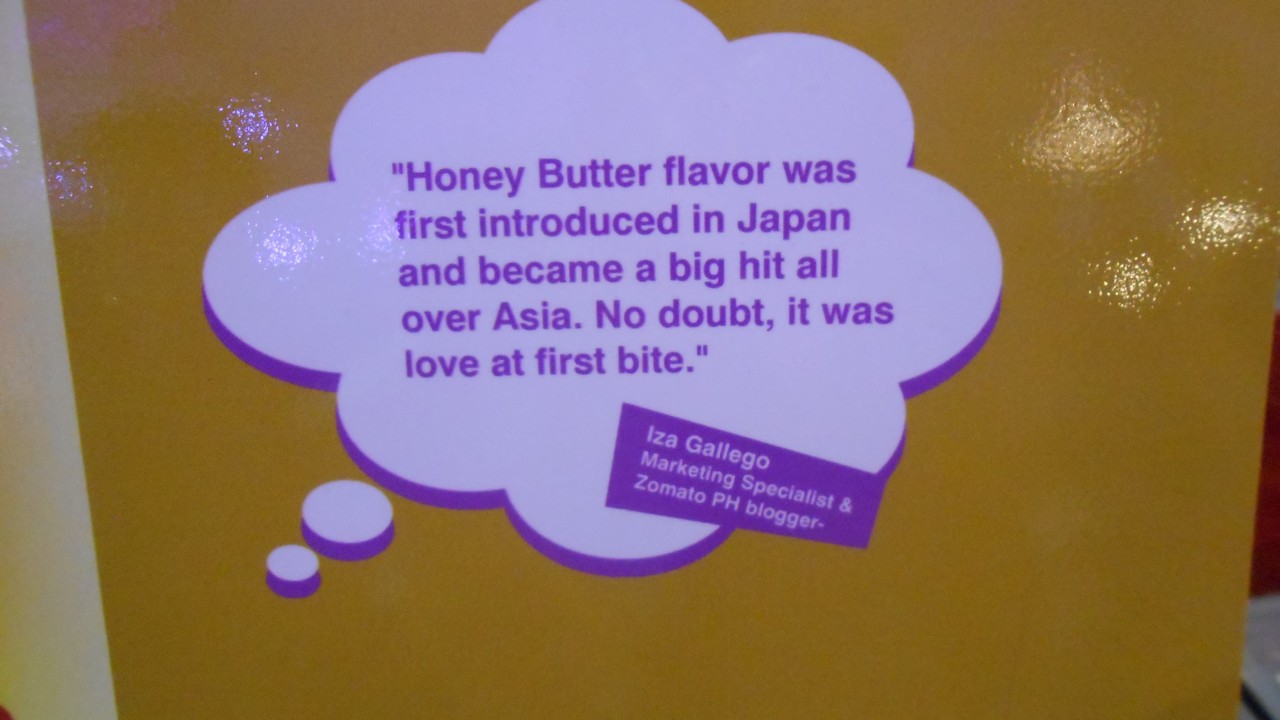 "Honey Butter flavor was
first introduced in Japan
and became a big hit all
over Asia. No doubt, it was
love at first bite."
Iza Gallego
Marketing Specialist &
Zomato PH blogger-